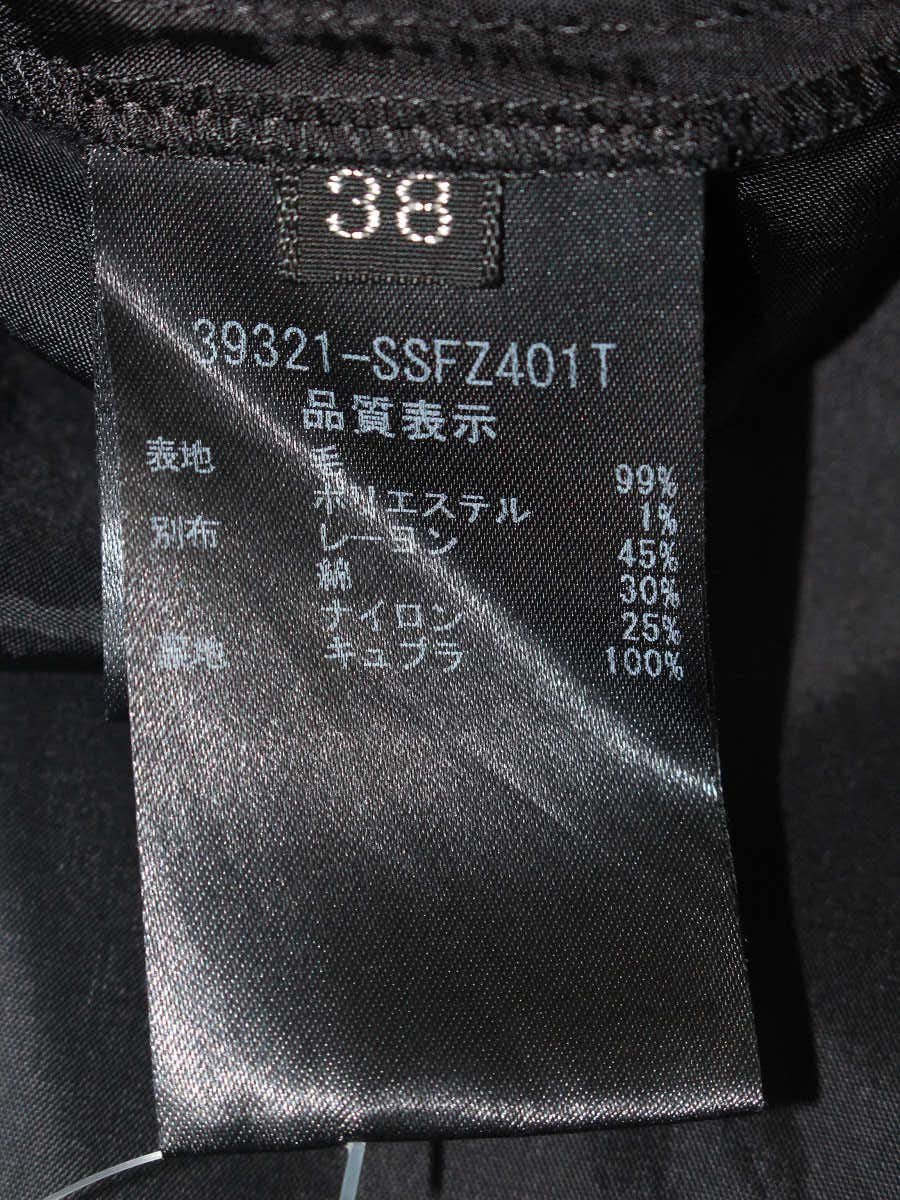 38
39321-SSFZ401T
品質表示
表地 毛 99%
ポリエステル 1%
別布 レーヨン 45%
綿 30%
ナイロン 25%
裏地 キュプラ 100%